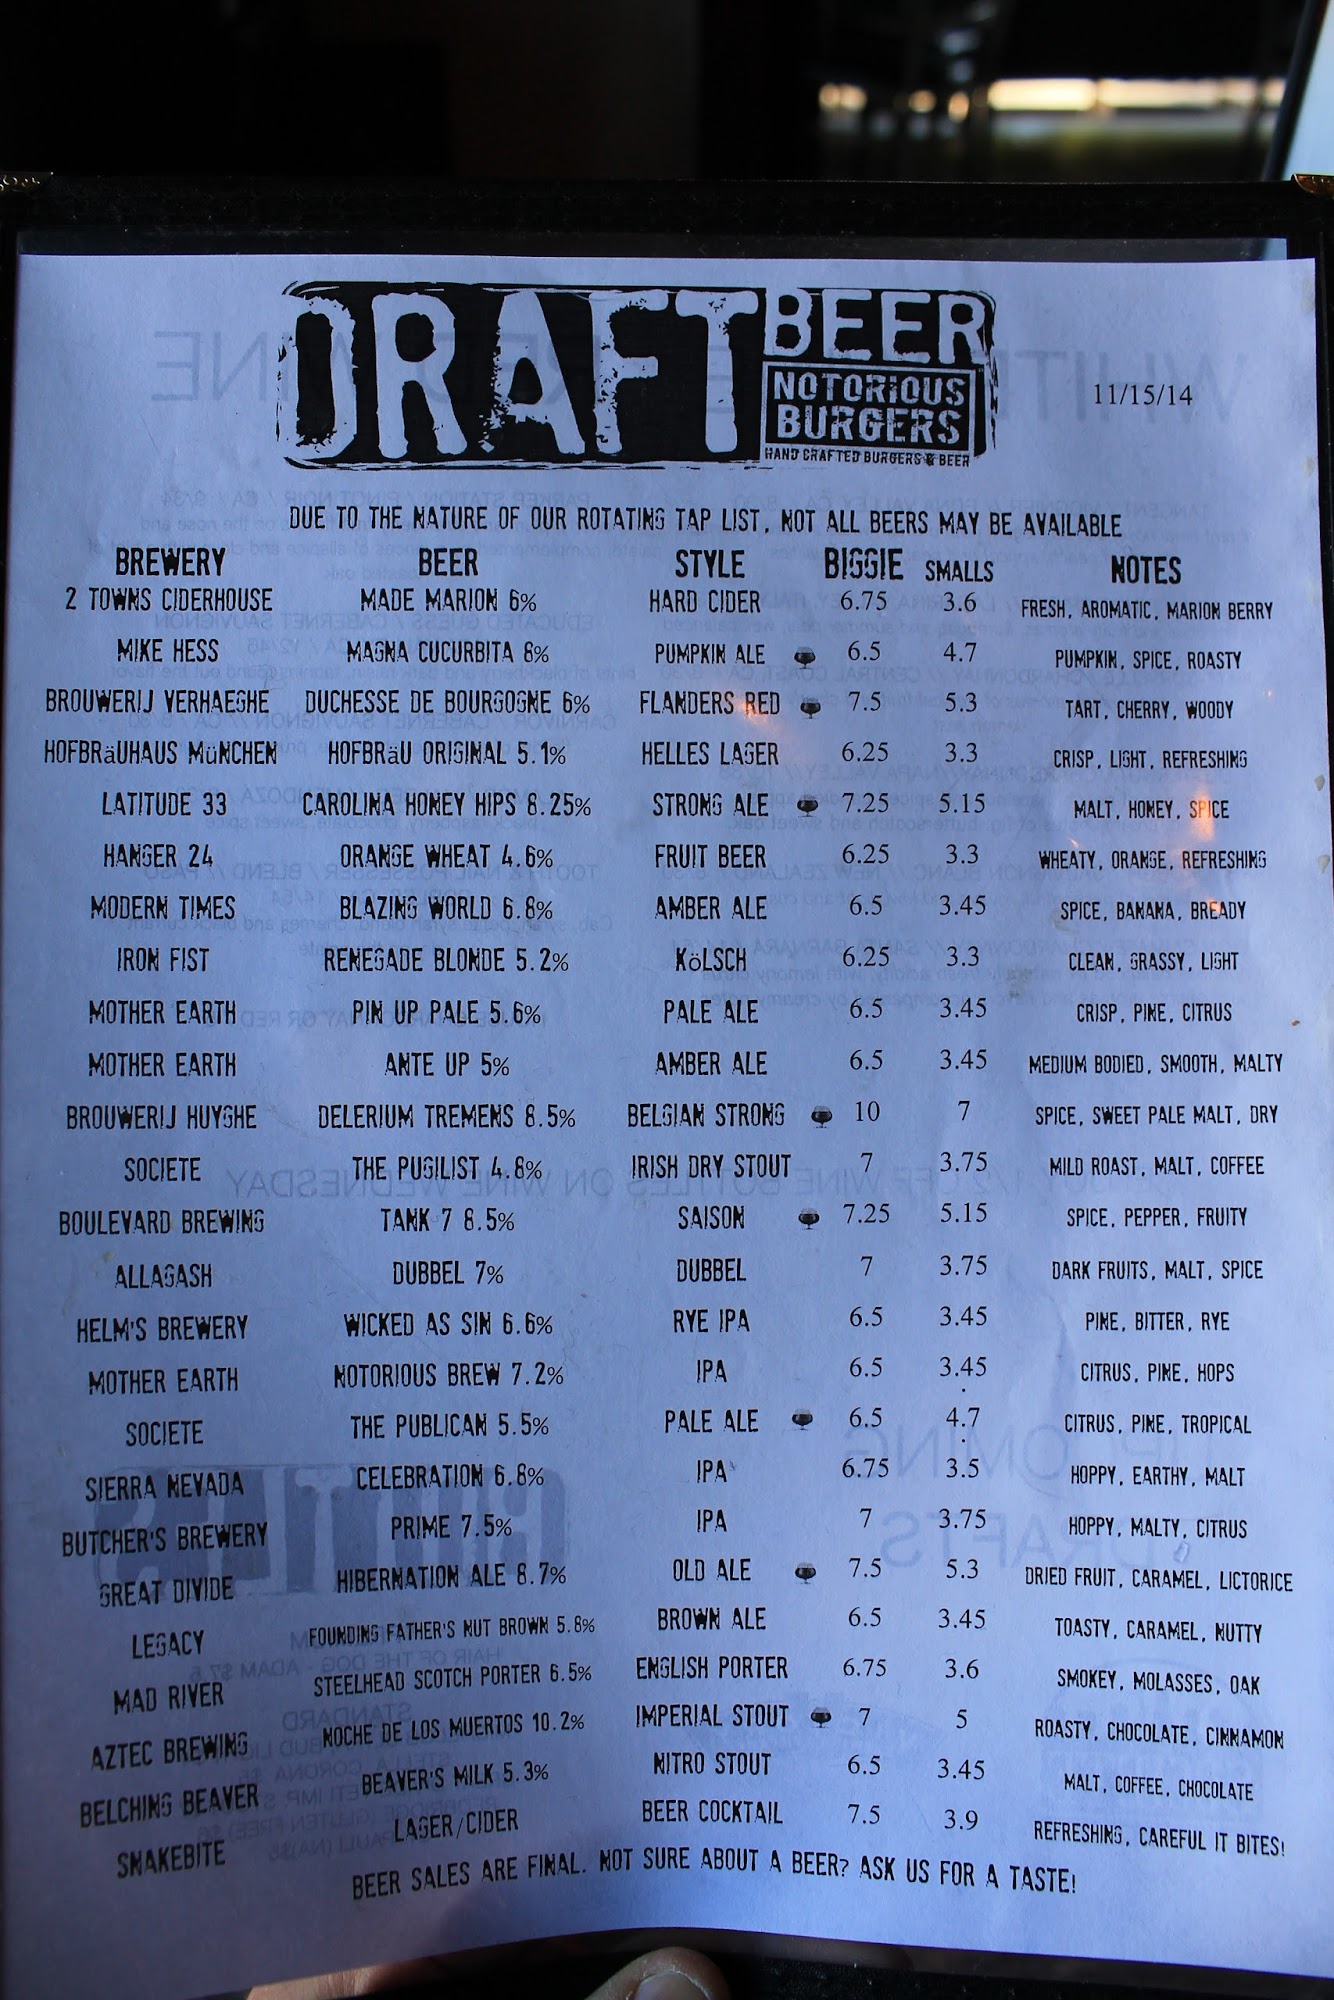 DRAFT BEER
NOTORIOUS
BURGERS
HAND CRAFTED BURGERS & BEER
11/15/14
DUE TO THE NATURE OF OUR ROTATING TAP LIST, NOT ALL BEERS MAY BE AVAILABLE
BREWERY BEER STYLE BIGGIE SMALLS NOTES
2 TOWNS CIDERHOUSE MADE MARION 6% HARD CIDER 6.75 3.6 FRESH, AROMATIC, MARION BERRY
MIKE HESS MAGNA CUCURBITA 8% PUMPKIN ALE 6.5 4.7 PUMPKIN, SPICE, ROASTY
BROUWERIJ VERHAEGHE DUCHESSE DE BOURGOGNE 6% FLANDERS RED 7.5 5.3 TART, CHERRY, WOODY
HOFBRäUHAUS MüNCHEN HOFBRäU ORIGINAL 5.1% HELLES LAGER 6.25 3.3 CRISP, LIGHT, REFRESHING
LATITUDE 33 CAROLINA HONEY HIPS 8.25% STRONG ALE 7.25 5.15 MALT, HONEY, SPICE
HANGER 24 ORANGE WHEAT 4.6% FRUIT BEER 6.25 3.3 WHEATY, ORANGE, REFRESHING
MODERN TIMES BLAZING WORLD 6.8% AMBER ALE 6.5 3.45 SPICE, BANANA, BREADY
IRON FIST RENEGADE BLONDE 5.2% KöLSCH 6.25 3.3 CLEAN, GRASSY, LIGHT
MOTHER EARTH PIN UP PALE 5.6% PALE ALE 6.5 3.45 CRISP, PINE, CITRUS
MOTHER EARTH ANTE UP 5% AMBER ALE 6.5 3.45 MEDIUM BODIED, SMOOTH, MALTY
BROUWERIJ HUYGHE DELERIUM TREMENS 8.5% BELGIAN STRONG 10 7 SPICE, SWEET PALE MALT, DRY
SOCIETE THE PUGILIST 4.8% IRISH DRY STOUT 7 3.75 MILD ROAST, MALT, COFFEE
BOULEVARD BREWING TANK 7 8.5% SAISON 7.25 5.15 SPICE, PEPPER, FRUITY
ALLAGASH DUBBEL 7% DUBBEL 7 3.75 DARK FRUITS, MALT, SPICE
HELM'S BREWERY WICKED AS SIN 6.6% RYE IPA 6.5 3.45 PINE, BITTER, RYE
MOTHER EARTH NOTORIOUS BREW 7.2% IPA 6.5 3.45 CITRUS, PINE, HOPS
SOCIETE THE PUBLICAN 5.5% PALE ALE 6.5 4.7 CITRUS, PINE, TROPICAL
SIERRA NEVADA CELEBRATION 6.8% IPA 6.75 3.5 HOPPY, EARTHY, MALT
BUTCHER'S BREWERY PRIME 7.5% IPA 7 3.75 HOPPY, MALTY, CITRUS
GREAT DIVIDE HIBERNATION ALE 8.7% OLD ALE 7.5 5.3 DRIED FRUIT, CARAMEL, LICTORICE
LEGACY FOUNDING FATHER'S NUT BROWN 5.8% BROWN ALE 6.5 3.45 TOASTY, CARAMEL, NUTTY
MAD RIVER STEELHEAD SCOTCH PORTER 6.5% ENGLISH PORTER 6.75 3.6 SMOKEY, MOLASSES, OAK
AZTEC BREWING NOCHE DE LOS MUERTOS 10.2% IMPERIAL STOUT 7 5 ROASTY, CHOCOLATE, CINNAMON
BELCHING BEAVER BEAVER'S MILK 5.3% NITRO STOUT 6.5 3.45 MALT, COFFEE, CHOCOLATE
SNAKEBITE LAGER/CIDER BEER COCKTAIL 7.5 3.9 REFRESHING, CAREFUL IT BITES!
BEER SALES ARE FINAL. NOT SURE ABOUT A BEER? ASK US FOR A TASTE!